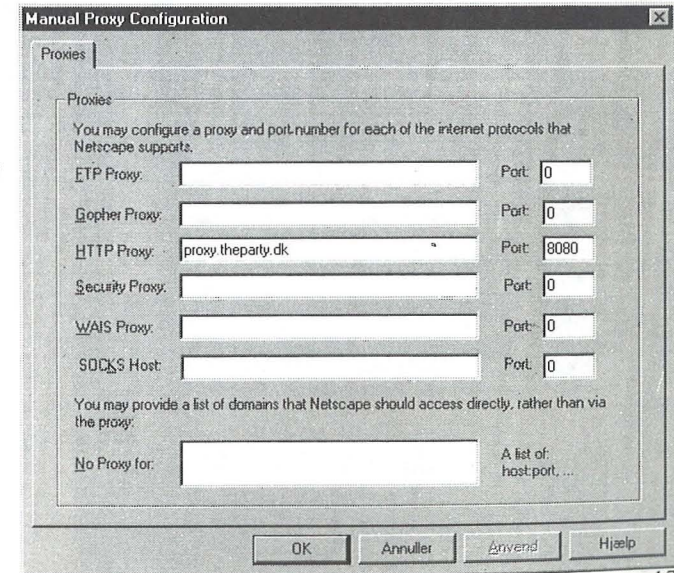 Manual Proxy Configuration
Proxies
Proxies
You may configure a proxy and port number for each of the internet protocols that
Netscape supports.
FTP Proxy: Port: 0
Gopher Proxy: Port: 0
HTTP Proxy: proxy.theparty.dk Port: 8080
Security Proxy: Port: 0
WAIS Proxy: Port: 0
SOCKS Host: Port: 0
You may provide a list of domains that Netscape should access directly, rather than via
the proxy:
No Proxy for: A list of:
host:port, ...
OK Annuller Anvend Hjælp